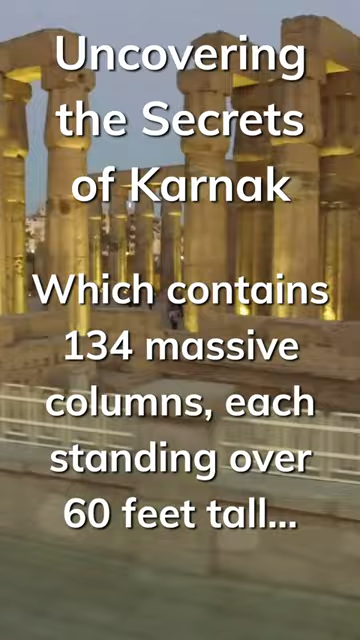 Uncovering
the Secrets
of Karnak
Which contains
134 massive
columns, each
standing over
60 feet tall...